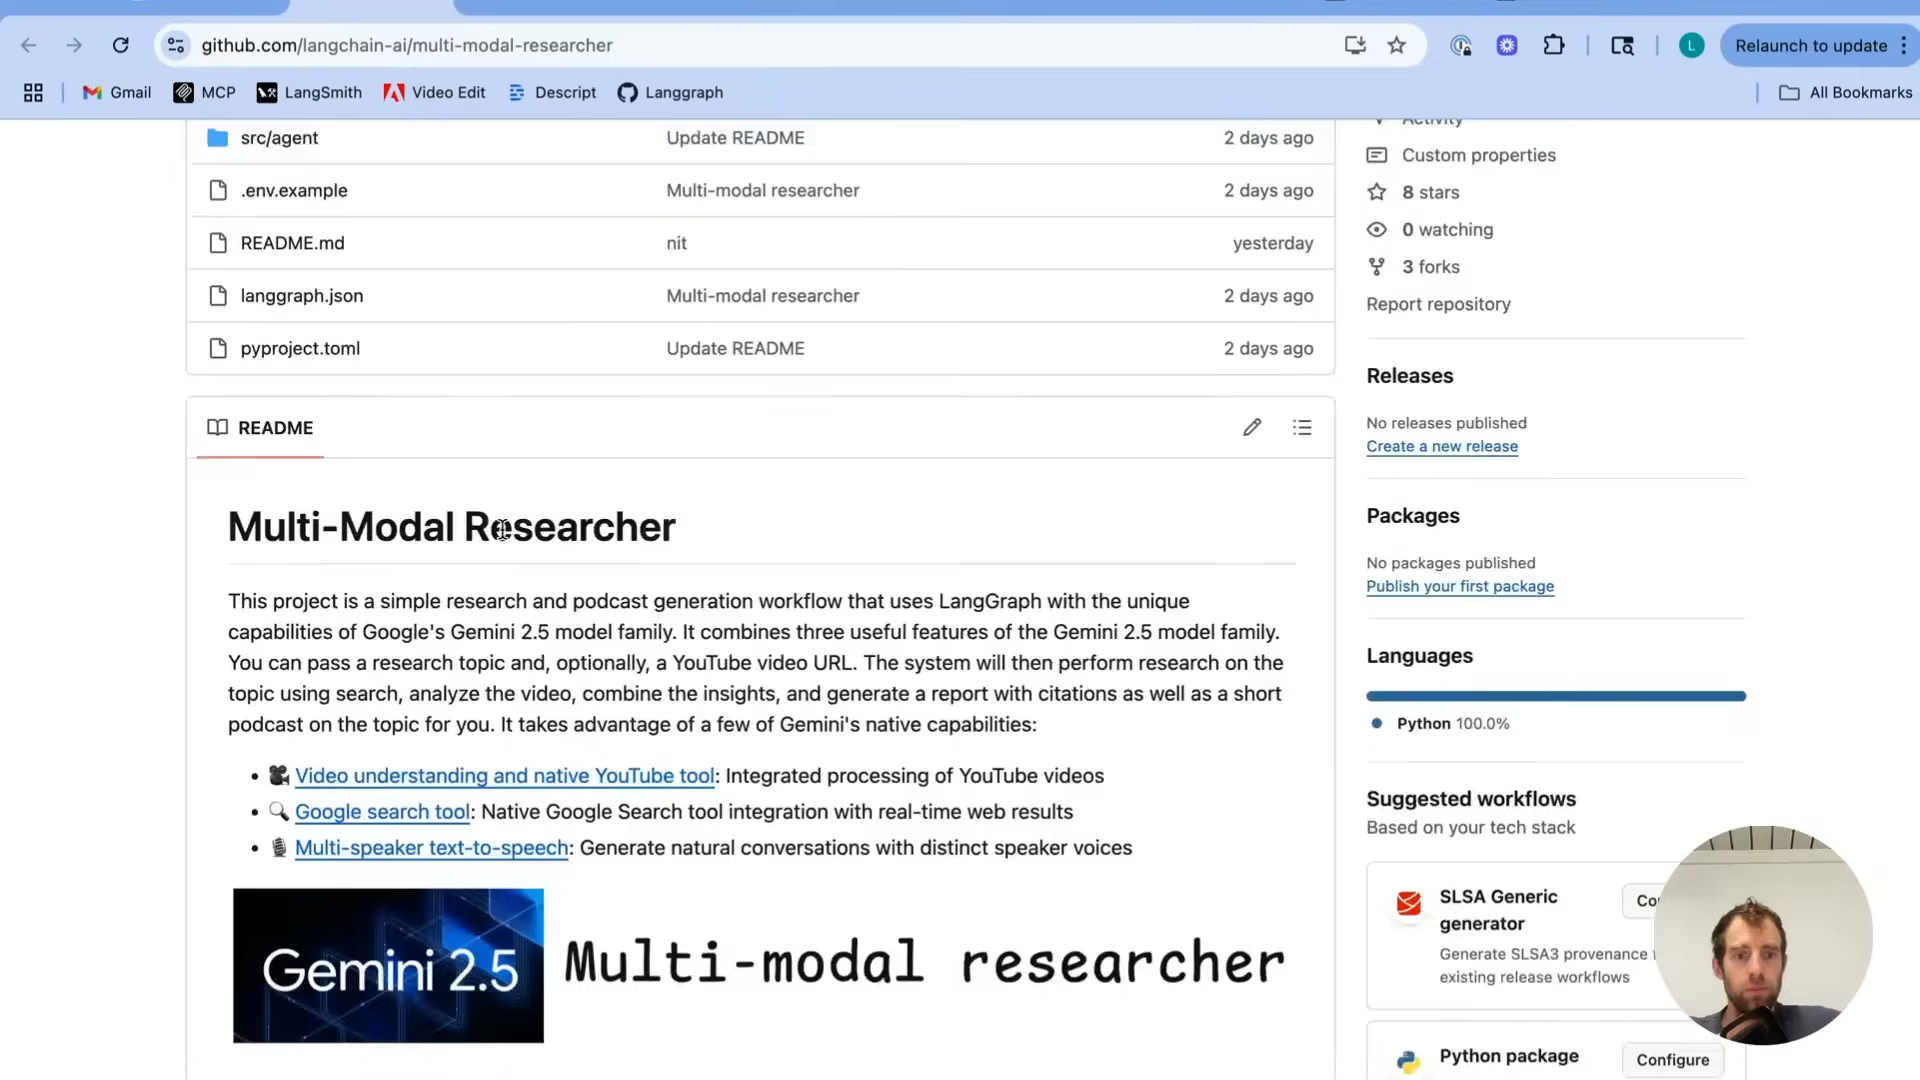 github.com/langchain-ai/multi-modal-researcher
L
Relaunch to update
Gmail
MCP
LangSmith
Video Edit
Descript
Langgraph
All Bookmarks
src/agent Update README 2 days ago
.env.example Multi-modal researcher 2 days ago
README.md nit yesterday
langgraph.json Multi-modal researcher 2 days ago
pyproject.toml Update README 2 days ago
README
Multi-Modal Researcher
This project is a simple research and podcast generation workflow that uses LangGraph with the unique
capabilities of Google's Gemini 2.5 model family. It combines three useful features of the Gemini 2.5 model family.
You can pass a research topic and, optionally, a YouTube video URL. The system will then perform research on the
topic using search, analyze the video, combine the insights, and generate a report with citations as well as a short
podcast on the topic for you. It takes advantage of a few of Gemini's native capabilities:
• 🎥 Video understanding and native YouTube tool: Integrated processing of YouTube videos
• 🔍 Google search tool: Native Google Search tool integration with real-time web results
• 🎙️ Multi-speaker text-to-speech: Generate natural conversations with distinct speaker voices
Gemini 2.5
Multi-modal researcher
Activity
Custom properties
8 stars
0 watching
3 forks
Report repository
Releases
No releases published
Create a new release
Packages
No packages published
Publish your first package
Languages
Python 100.0%
Suggested workflows
Based on your tech stack
SLSA Generic
generator
Generate SLSA3 provenance
existing release workflows
Python package
Configure